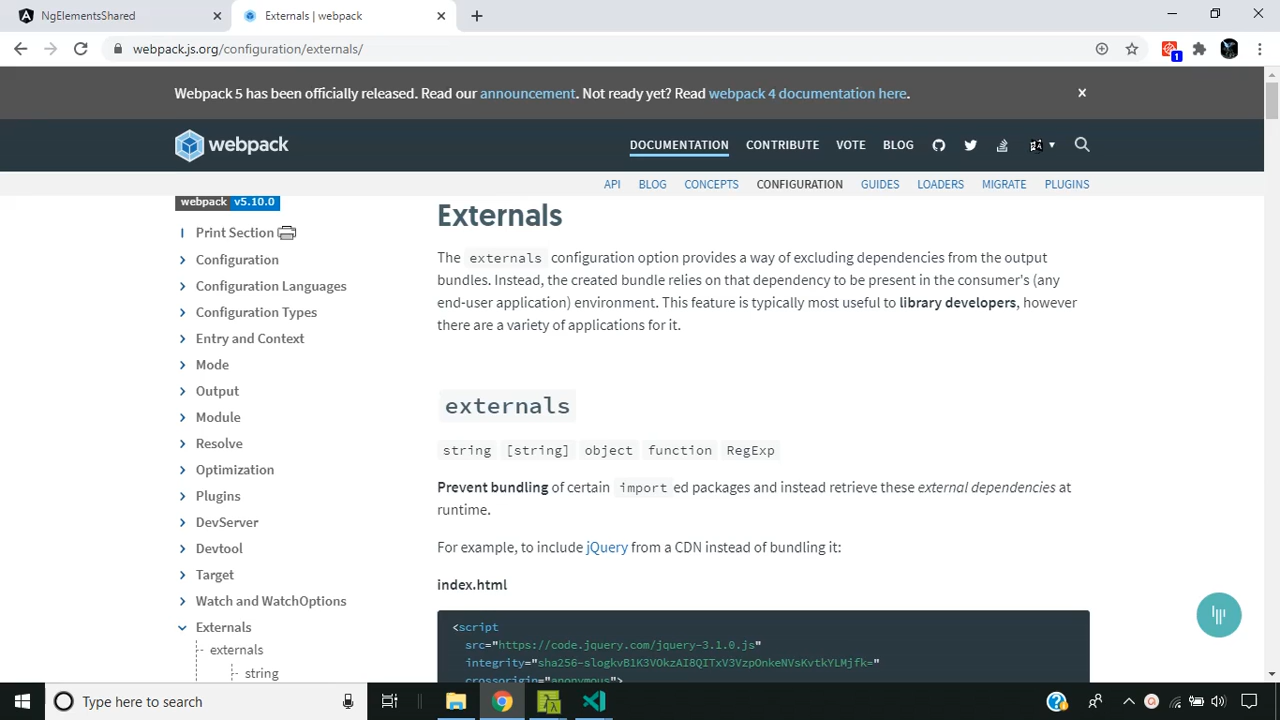 NgElementsShared
Externals | webpack
webpack.js.org/configuration/externals/
1
Webpack 5 has been officially released. Read our announcement. Not ready yet? Read webpack 4 documentation here.
webpack
DOCUMENTATION CONTRIBUTE VOTE BLOG
API BLOG CONCEPTS CONFIGURATION GUIDES LOADERS MIGRATE PLUGINS
webpack v5.10.0
Print Section
Configuration
Configuration Languages
Configuration Types
Entry and Context
Mode
Output
Module
Resolve
Optimization
Plugins
DevServer
Devtool
Target
Watch and WatchOptions
Externals
externals
string
Externals
The externals configuration option provides a way of excluding dependencies from the output
bundles. Instead, the created bundle relies on that dependency to be present in the consumer's (any
end-user application) environment. This feature is typically most useful to library developers, however
there are a variety of applications for it.
externals
string [string] object function RegExp
Prevent bundling of certain import ed packages and instead retrieve these external dependencies at
runtime.
For example, to include jQuery from a CDN instead of bundling it:
index.html
<script
src="https://code.jquery.com/jquery-3.1.0.js"
integrity="sha256-slogkvB1K3VOkzAI8QITxV3VzpOnkeNVsKvtkYLMjfk="
crossorigin="anonymous">
Type here to search